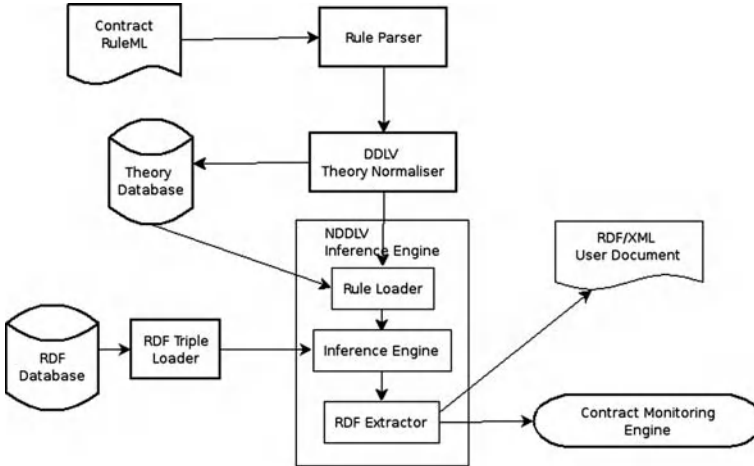 Contract
RuleML
Rule Parser
DDLV
Theory Normaliser
Theory
Database
NDDLV
Inference Engine
RDF/XML
User Document
Rule Loader
RDF
Database
RDF Triple
Loader
Inference Engine
RDF Extractor
Contract Monitoring
Engine